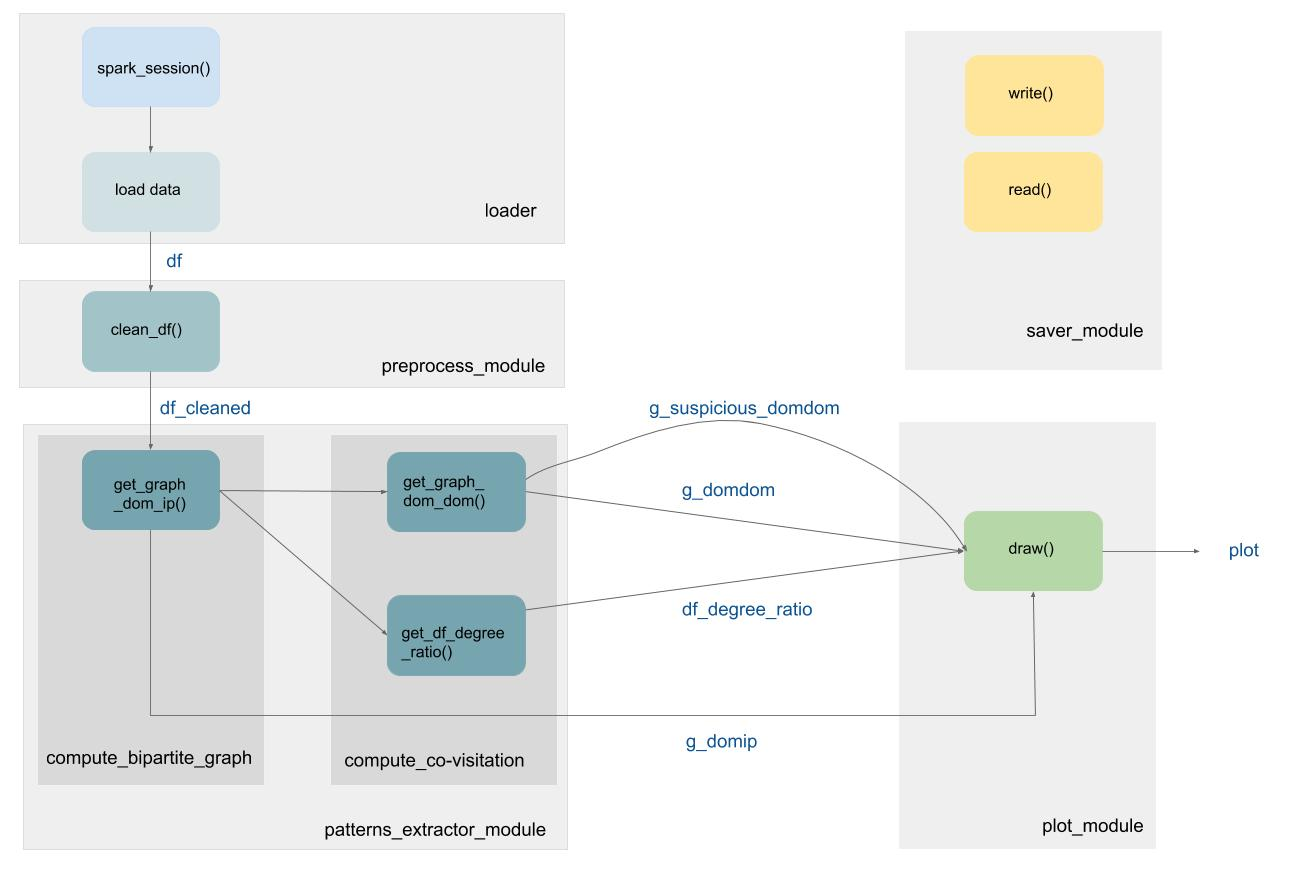 spark_session()
load data
loader
df
clean_df()
preprocess_module
df_cleaned
get_graph
_dom_ip()
compute_bipartite_graph
get_graph_
dom_dom()
get_df_degree
_ratio()
compute_co-visitation
patterns_extractor_module
g_suspicious_domdom
g_domdom
df_degree_ratio
g_domip
write()
read()
saver_module
draw()
plot_module
plot